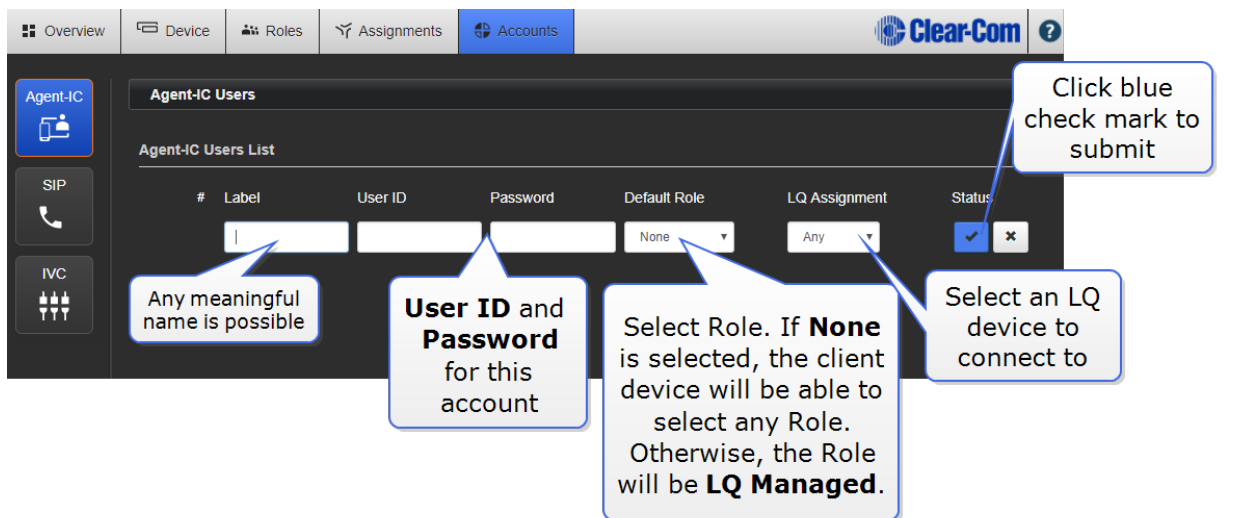 Overview Device Roles Assignments Accounts Clear-Com ?
Agent-IC
Agent-IC Users
Agent-IC Users List
# Label User ID Password Default Role LQ Assignment Status
None Any
SIP
IVC
Click blue
check mark to
submit
Any meaningful
name is possible
User ID and
Password
for this
account
Select Role. If None
is selected, the client
device will be able to
select any Role.
Otherwise, the Role
will be LQ Managed.
Select an LQ
device to
connect to